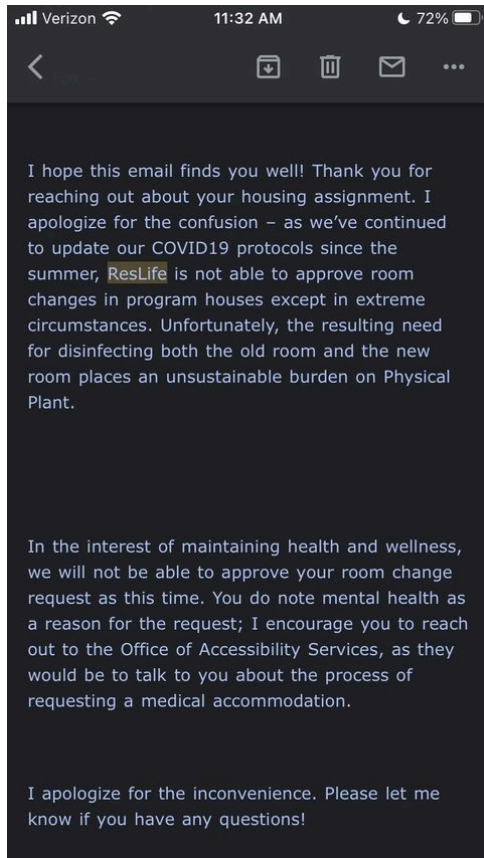 Verizon 11:32 AM 72%
I hope this email finds you well! Thank you for
reaching out about your housing assignment. I
apologize for the confusion – as we’ve continued
to update our COVID19 protocols since the
summer, ResLife is not able to approve room
changes in program houses except in extreme
circumstances. Unfortunately, the resulting need
for disinfecting both the old room and the new
room places an unsustainable burden on Physical
Plant.
In the interest of maintaining health and wellness,
we will not be able to approve your room change
request as this time. You do note mental health as
a reason for the request; I encourage you to reach
out to the Office of Accessibility Services, as they
would be to talk to you about the process of
requesting a medical accommodation.
I apologize for the inconvenience. Please let me
know if you have any questions!